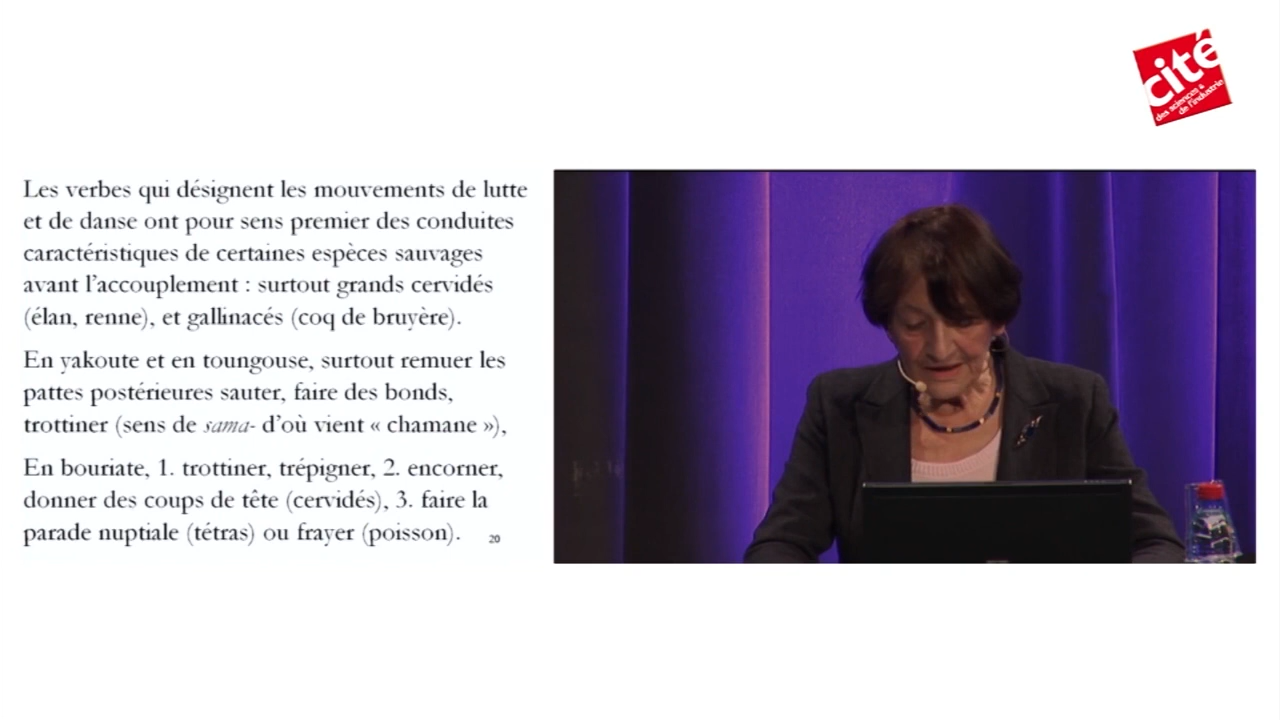 cité
des sciences &
de l'industrie
Les verbes qui désignent les mouvements de lutte
et de danse ont pour sens premier des conduites
caractéristiques de certaines espèces sauvages
avant l'accouplement : surtout grands cervidés
(élan, renne), et gallinacés (coq de bruyère).
En yakoute et en toungouse, surtout remuer les
pattes postérieures sauter, faire des bonds,
trottiner (sens de sama- d'où vient « chamane »),
En bouriate, 1. trottiner, trépigner, 2. encorner,
donner des coups de tête (cervidés), 3. faire la
parade nuptiale (tétras) ou frayer (poisson).
20